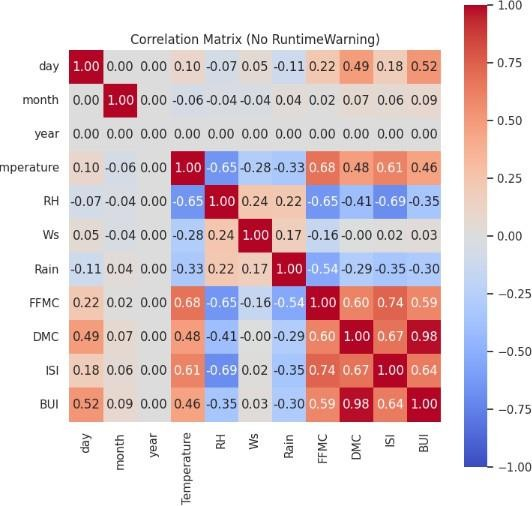 Correlation Matrix (No RuntimeWarning)
day 1.00 0.00 0.00 0.10 -0.07 0.05 -0.11 0.22 0.49 0.18 0.52
month 0.00 1.00 0.00 -0.06 -0.04 -0.04 0.04 0.02 0.07 0.06 0.09
year 0.00 0.00 0.00 0.00 0.00 0.00 0.00 0.00 0.00 0.00 0.00
mperature 0.10 -0.06 0.00 1.00 -0.65 -0.28 -0.33 0.68 0.48 0.61 0.46
RH -0.07 -0.04 0.00 -0.65 1.00 0.24 0.22 -0.65 -0.41 -0.69 -0.35
Ws 0.05 -0.04 0.00 -0.28 0.24 1.00 0.17 -0.16 -0.00 0.02 0.03
Rain -0.11 0.04 0.00 -0.33 0.22 0.17 1.00 -0.54 -0.29 -0.35 -0.30
FFMC 0.22 0.02 0.00 0.68 -0.65 -0.16 -0.54 1.00 0.60 0.74 0.59
DMC 0.49 0.07 0.00 0.48 -0.41 -0.00 -0.29 0.60 1.00 0.67 0.98
ISI 0.18 0.06 0.00 0.61 -0.69 0.02 -0.35 0.74 0.67 1.00 0.64
BUI 0.52 0.09 0.00 0.46 -0.35 0.03 -0.30 0.59 0.98 0.64 1.00
day month year Temperature RH Ws Rain FFMC DMC ISI BUI
1.00
0.75
0.50
0.25
0.00
−0.25
−0.50
−0.75
−1.00